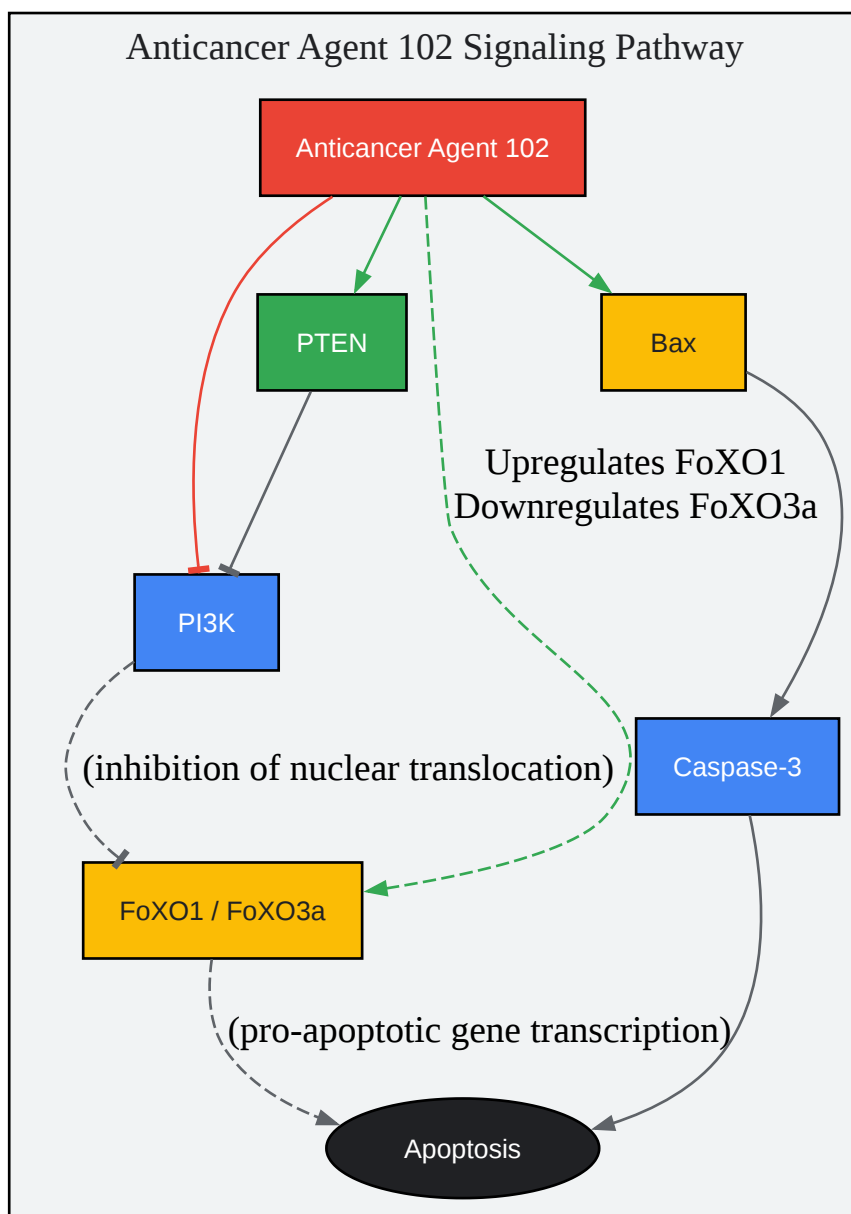 Anticancer Agent 102 Signaling Pathway
Anticancer Agent 102
PTEN
Bax
Upregulates FoXO1
Downregulates FoXO3a
PI3K
(inhibition of nuclear translocation)
Caspase-3
FoXO1 / FoXO3a
(pro-apoptotic gene transcription)
Apoptosis